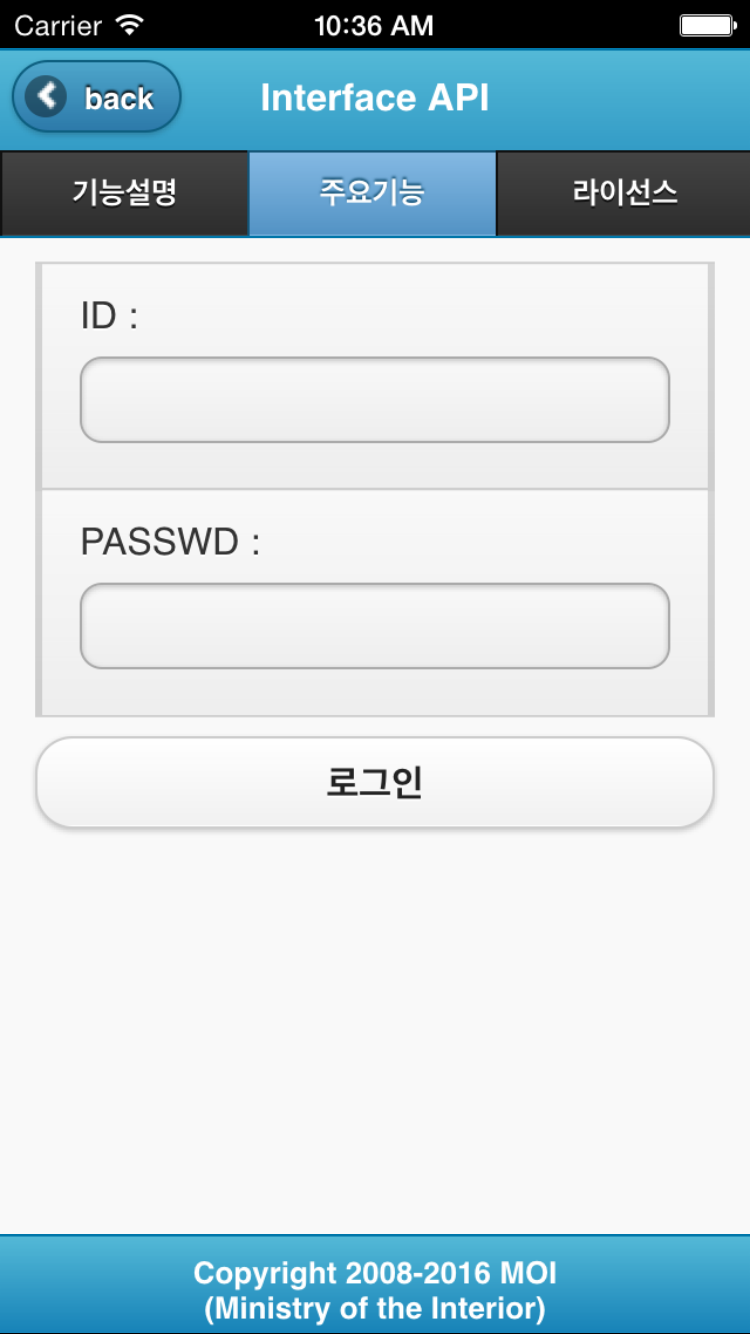 Carrier 10:36 AM
back Interface API
기능설명 주요기능 라이선스
ID :
PASSWD :
로그인
Copyright 2008-2016 MOI
(Ministry of the Interior)